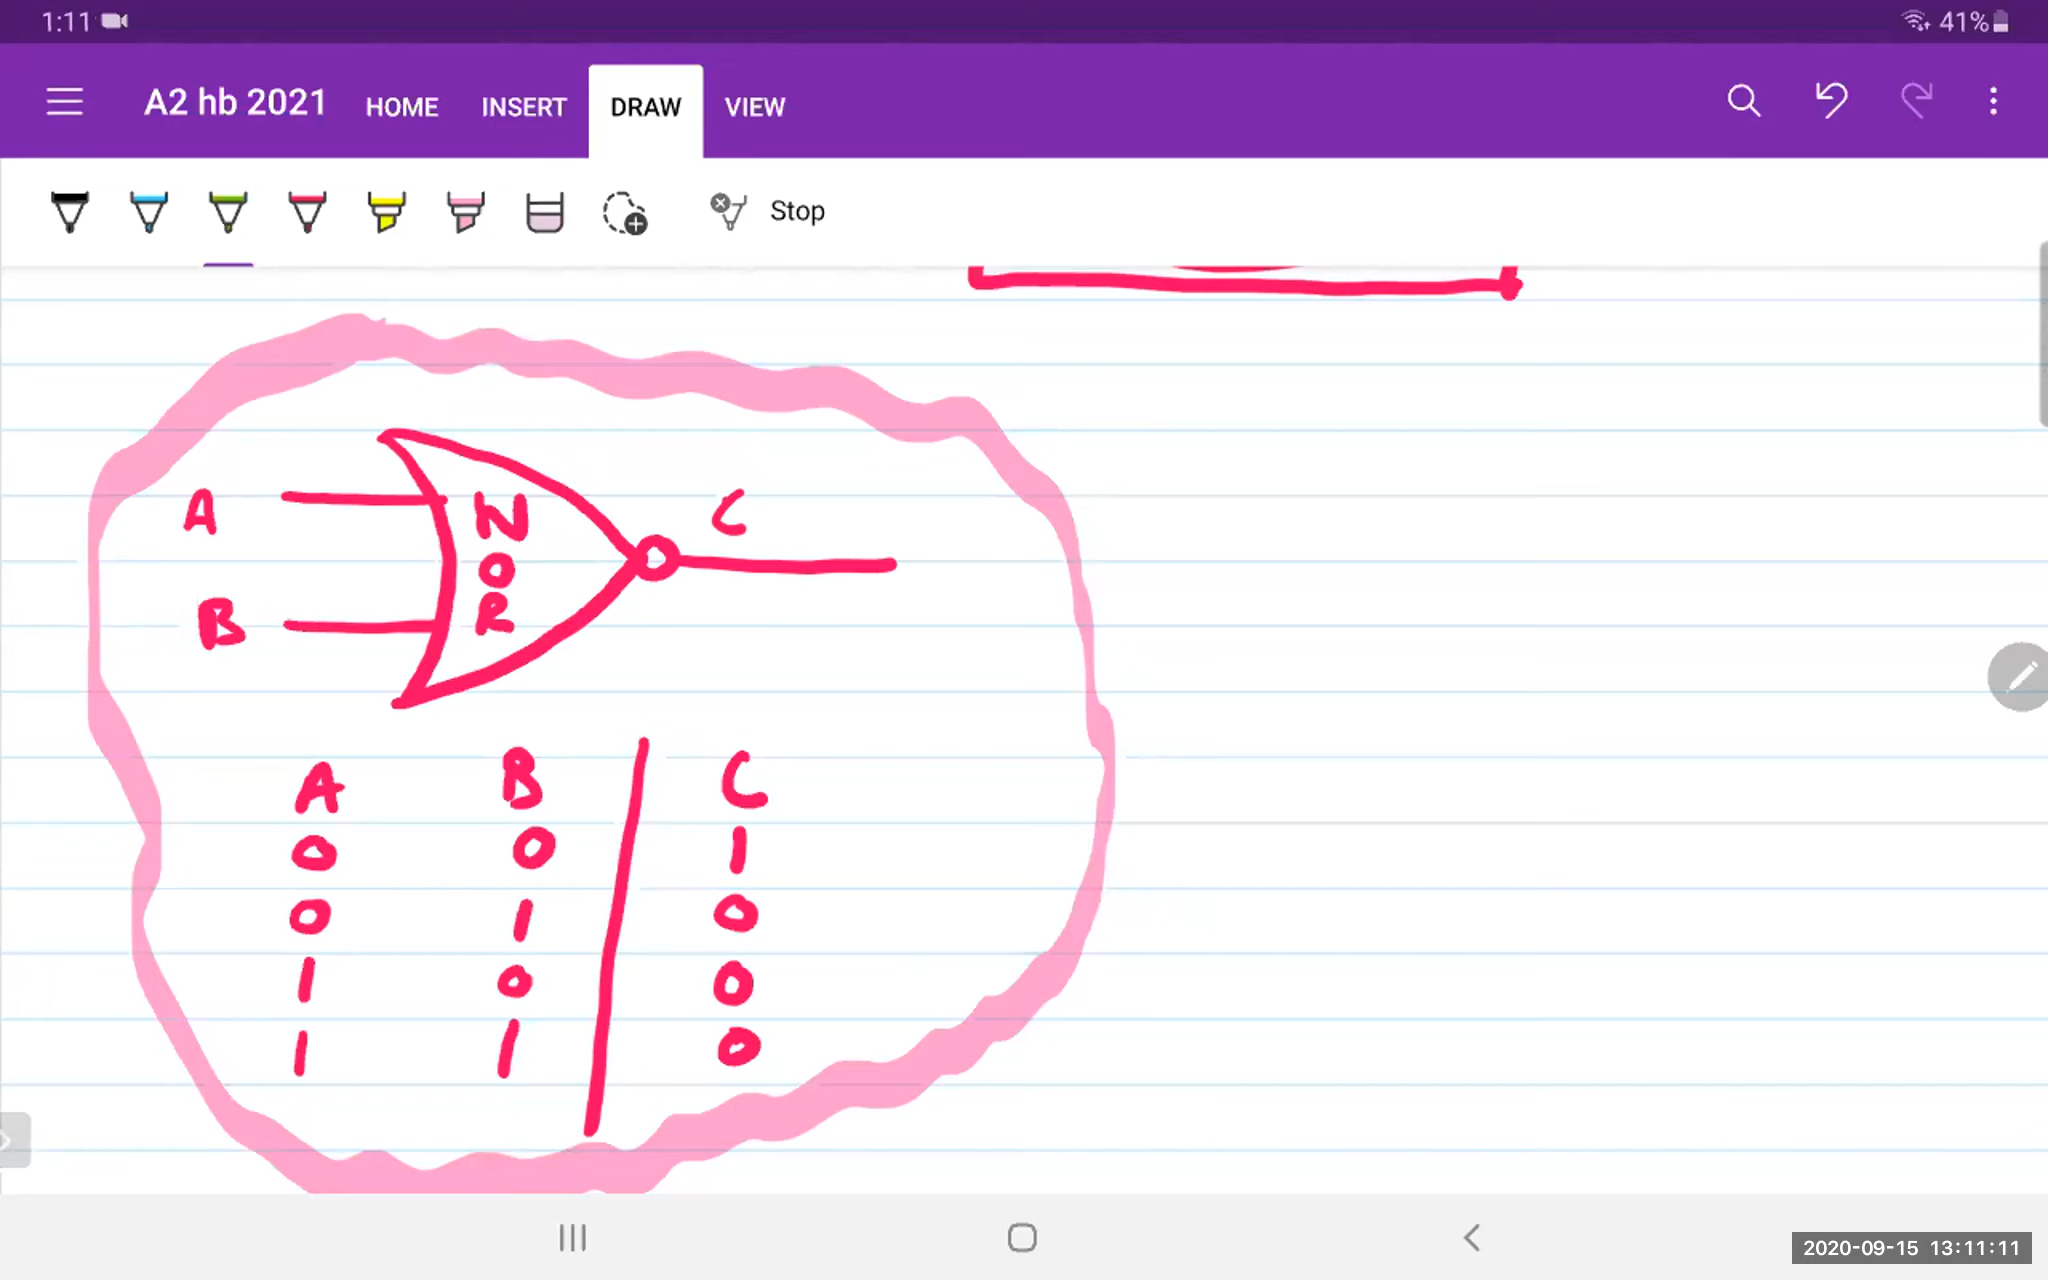 1:11 41%
A2 hb 2021 HOME INSERT DRAW VIEW
Stop
A N C
O
B R
A B C
0 0 1
0 1 0
1 0 0
1 1 0
2020-09-15 13:11:11